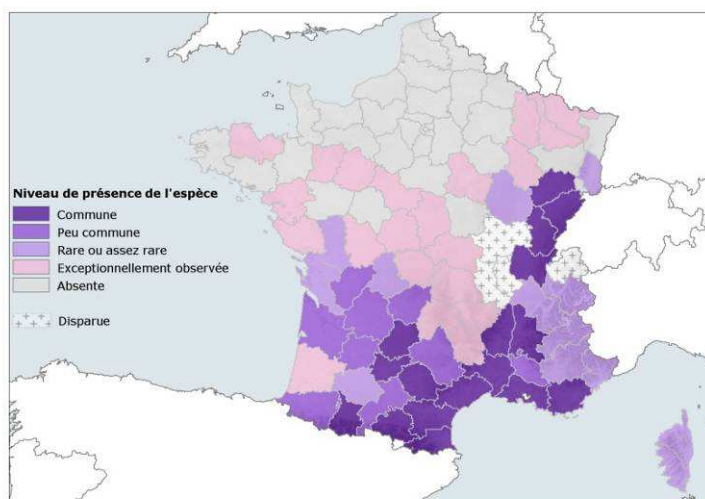 Niveau de présence de l'espèce
Commune
Peu commune
Rare ou assez rare
Exceptionnellement observée
Absente
Disparue